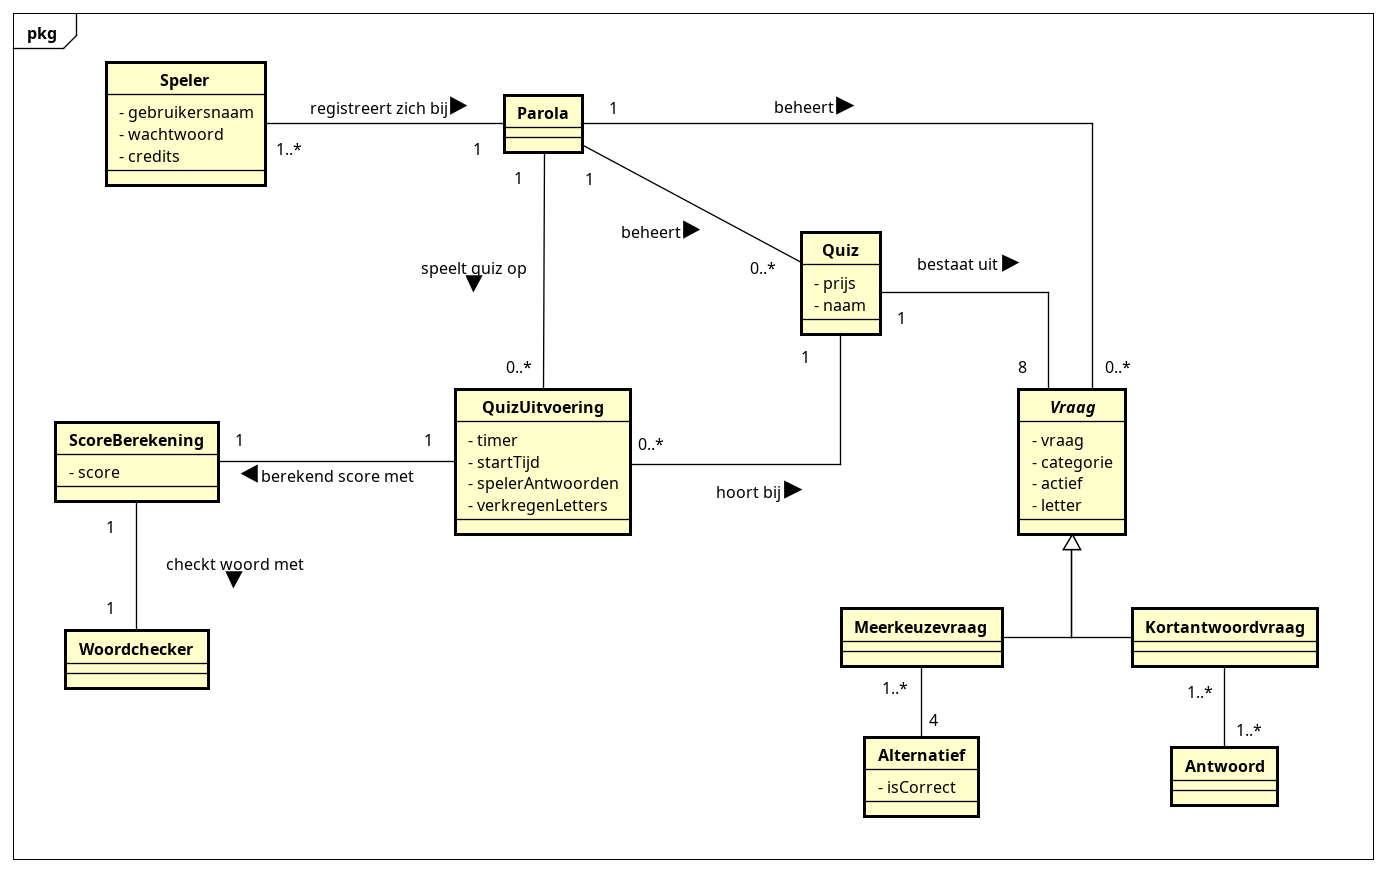 pkg
Speler
- gebruikersnaam
- wachtwoord
- credits
registreert zich bij
1..*
1
Parola
1
beheert
1
1
beheert
0..*
speelt quiz op
0..*
Quiz
- prijs
- naam
bestaat uit
1
1
8
0..*
Vraag
- vraag
- categorie
- actief
- letter
QuizUitvoering
- timer
- startTijd
- spelerAntwoorden
- verkregenLetters
0..*
hoort bij
ScoreBerekening
- score
1
1
berekend score met
1
checkt woord met
1
Woordchecker
Meerkeuzevraag
Kortantwoordvraag
1..*
4
1..*
1..*
Alternatief
- isCorrect
Antwoord